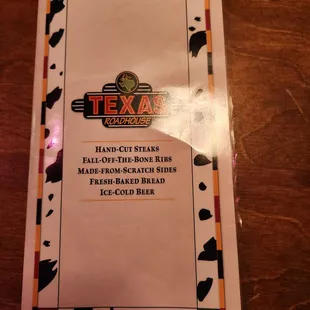 TEXAS
ROADHOUSE
HAND-CUT STEAKS
FALL-OFF-THE-BONE RIBS
MADE-FROM-SCRATCH SIDES
FRESH-BAKED BREAD
ICE-COLD BEER